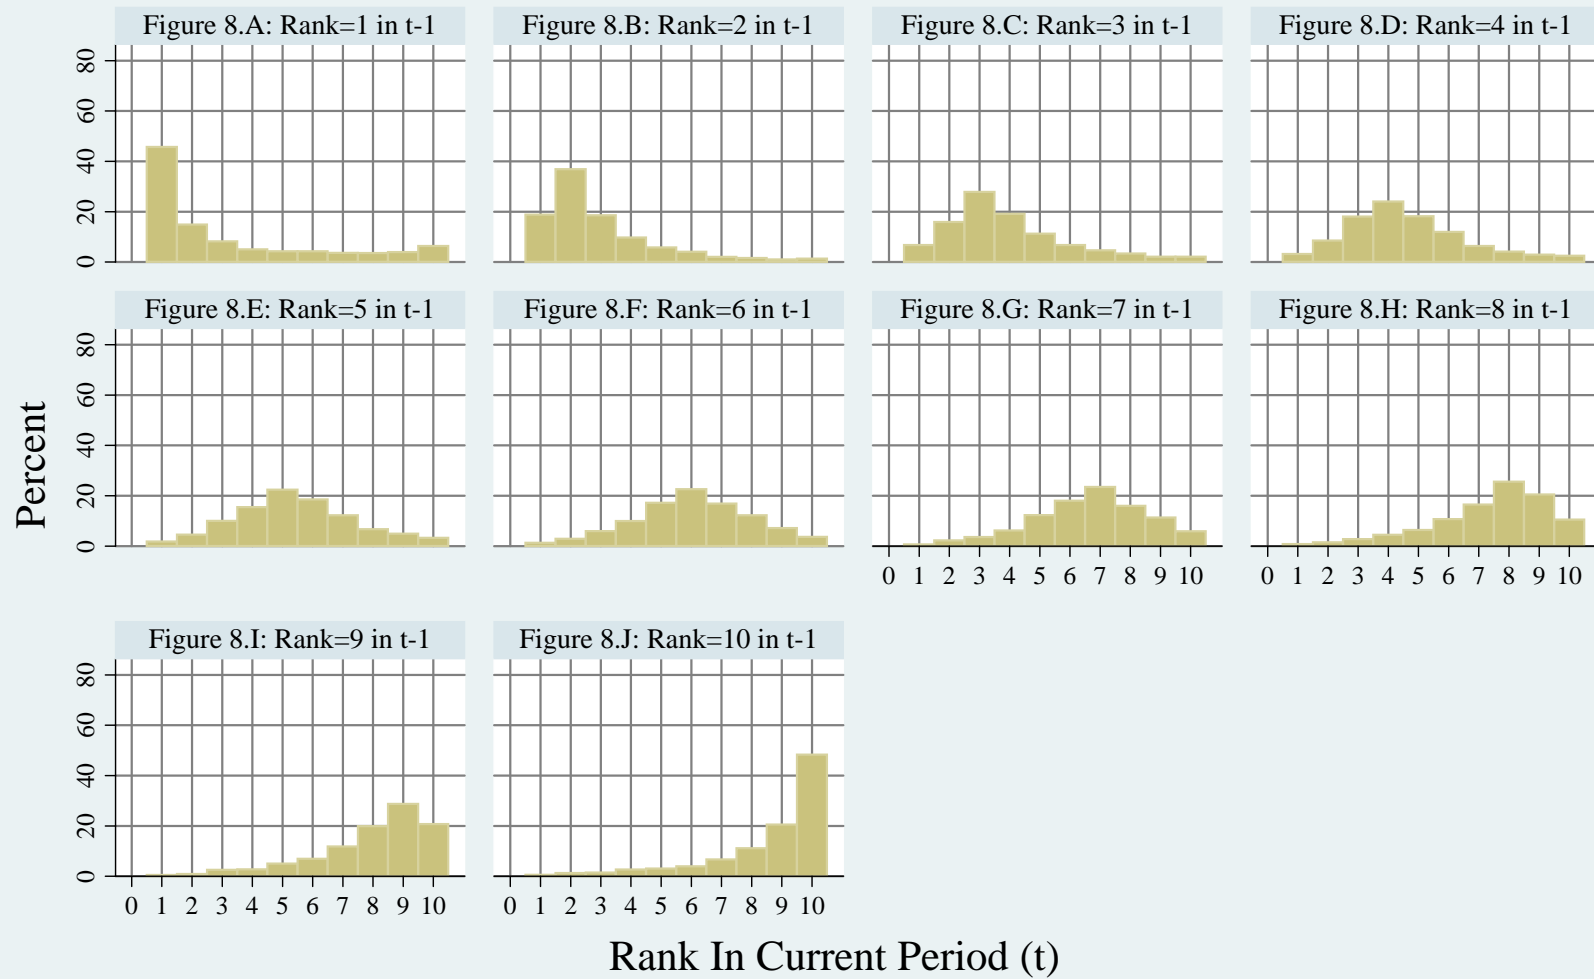 Figure 8.A: Rank=1 in t-1
Figure 8.B: Rank=2 in t-1
Figure 8.C: Rank=3 in t-1
Figure 8.D: Rank=4 in t-1
80
60
40
20
0
Figure 8.E: Rank=5 in t-1
Figure 8.F: Rank=6 in t-1
Figure 8.G: Rank=7 in t-1
Figure 8.H: Rank=8 in t-1
80
60
40
20
0
0 1 2 3 4 5 6 7 8 9 10
0 1 2 3 4 5 6 7 8 9 10
Figure 8.I: Rank=9 in t-1
Figure 8.J: Rank=10 in t-1
80
60
40
20
0
0 1 2 3 4 5 6 7 8 9 10
0 1 2 3 4 5 6 7 8 9 10
Percent
Rank In Current Period (t)